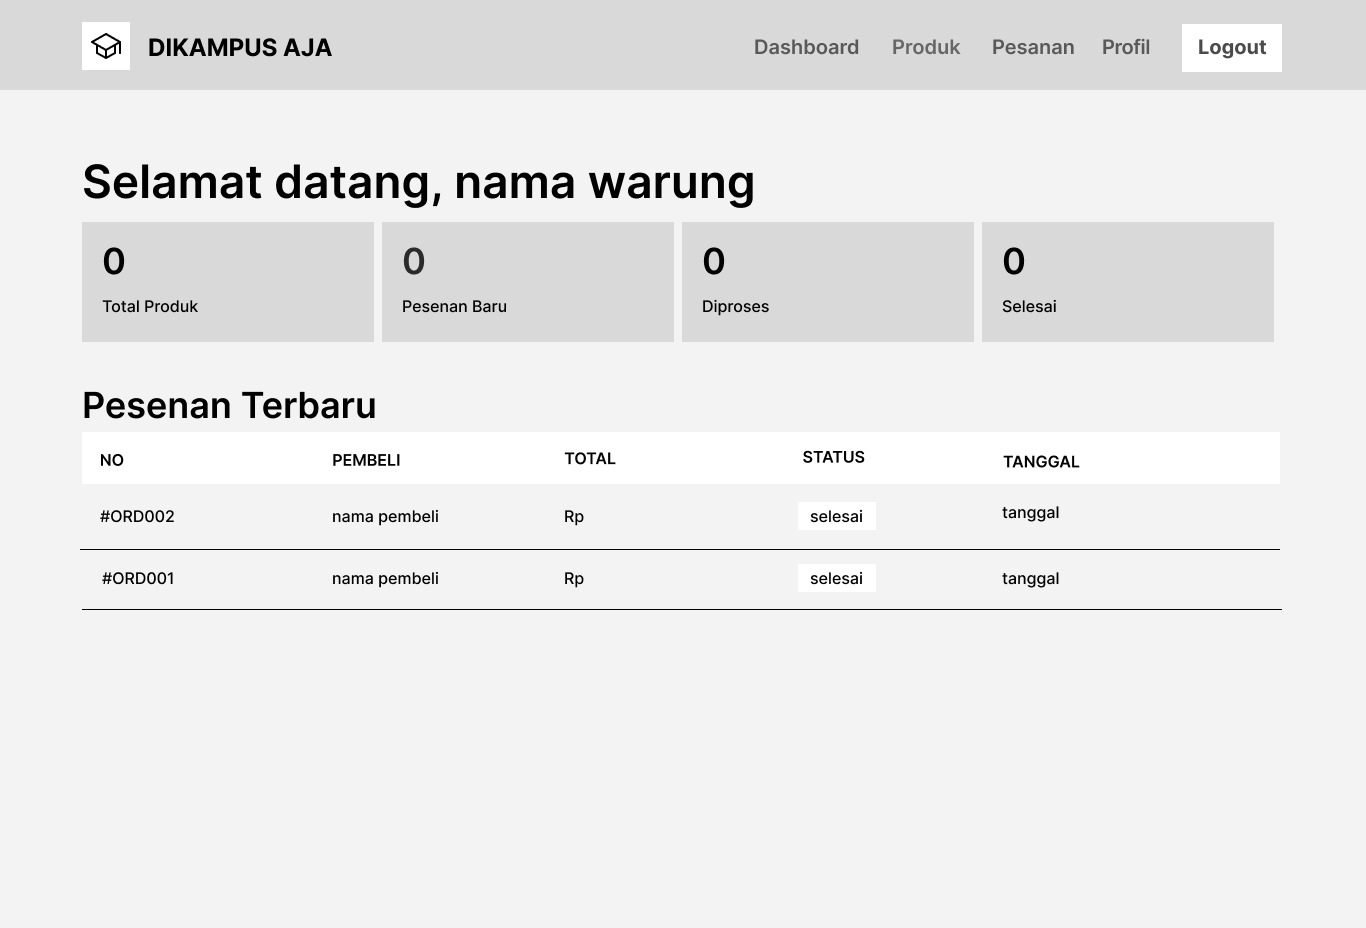 DIKAMPUS AJA
Dashboard Produk Pesanan Profil Logout
Selamat datang, nama warung
0 0 0 0
Total Produk Pesenan Baru Diproses Selesai
Pesenan Terbaru
NO PEMBELI TOTAL STATUS TANGGAL
#ORD002 nama pembeli Rp selesai tanggal
#ORD001 nama pembeli Rp selesai tanggal